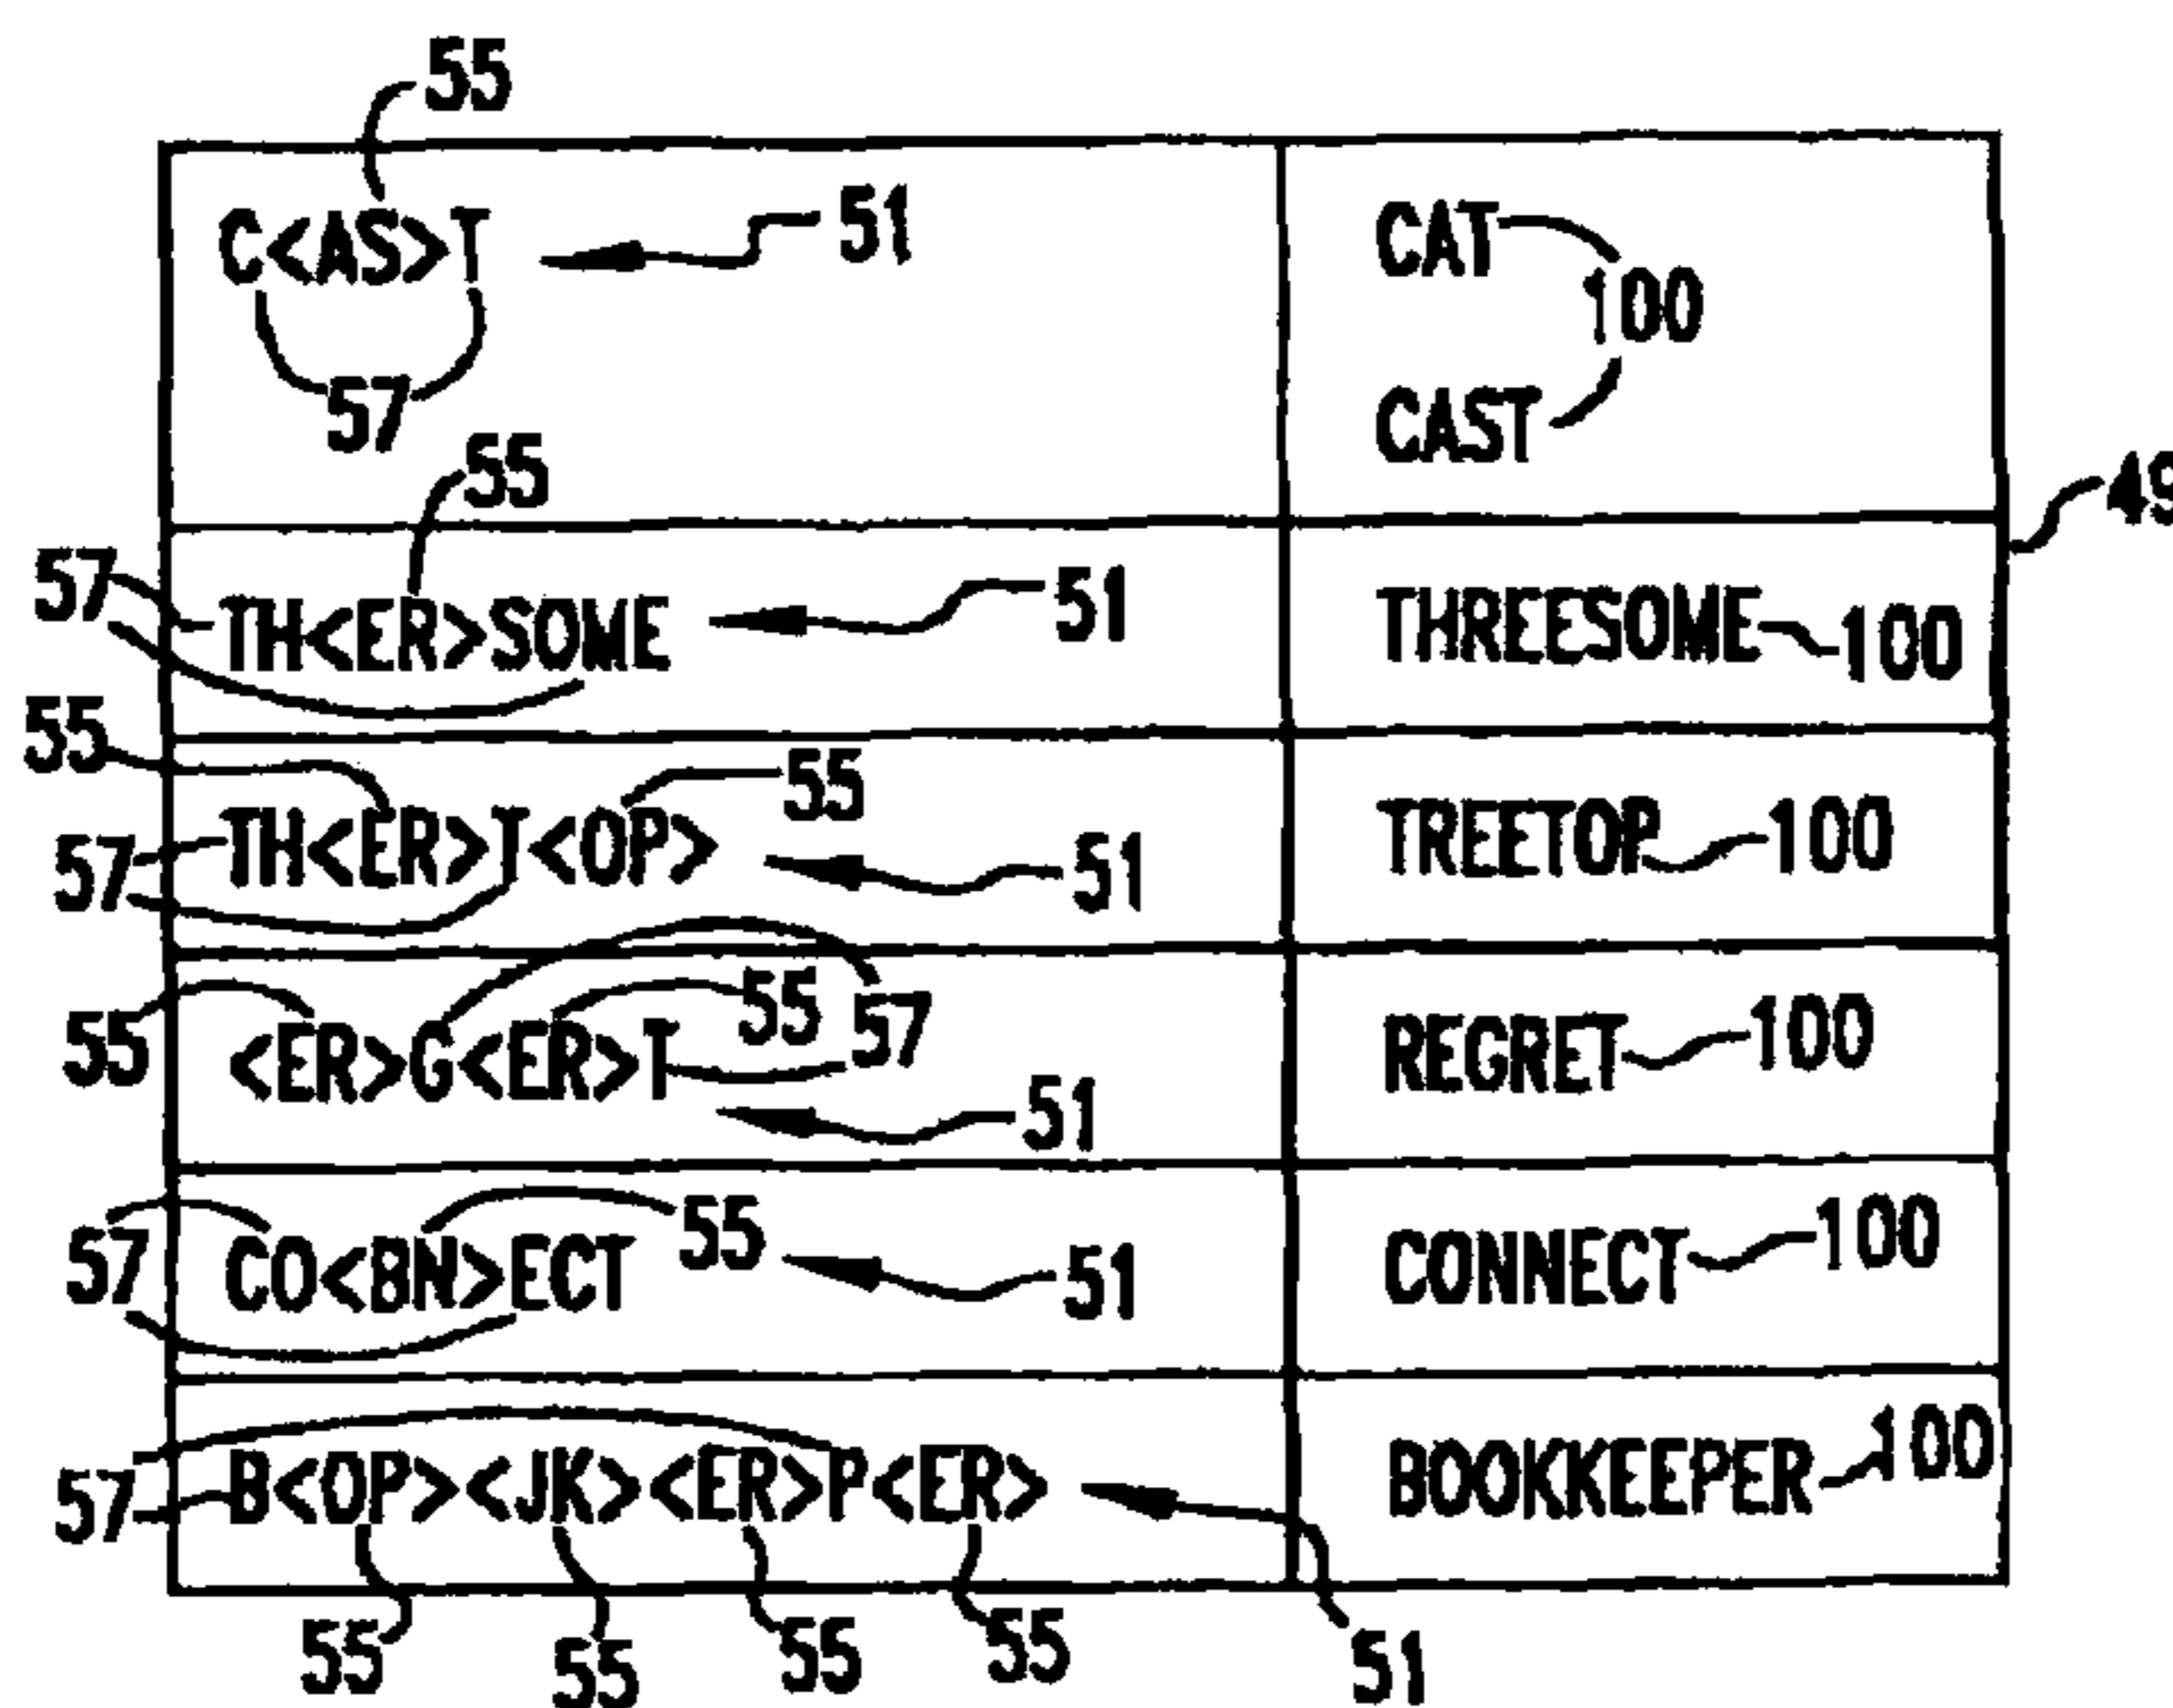 55
C<AS>T 51 CAT
100
57 CAST
55 49
57 TH<ER>SOME 51 THREESOME 100
55 55
57 TH<ER>T<OP> 51 TREETOP 100
55 <ER>G<ER>T 55 57 REGRET 100
51
57 CO<BN>ECT 55 51 CONNECT 100
57 B<OP><JK><ER>P<ER> BOOKKEEPER 100
55 55 55 55 51